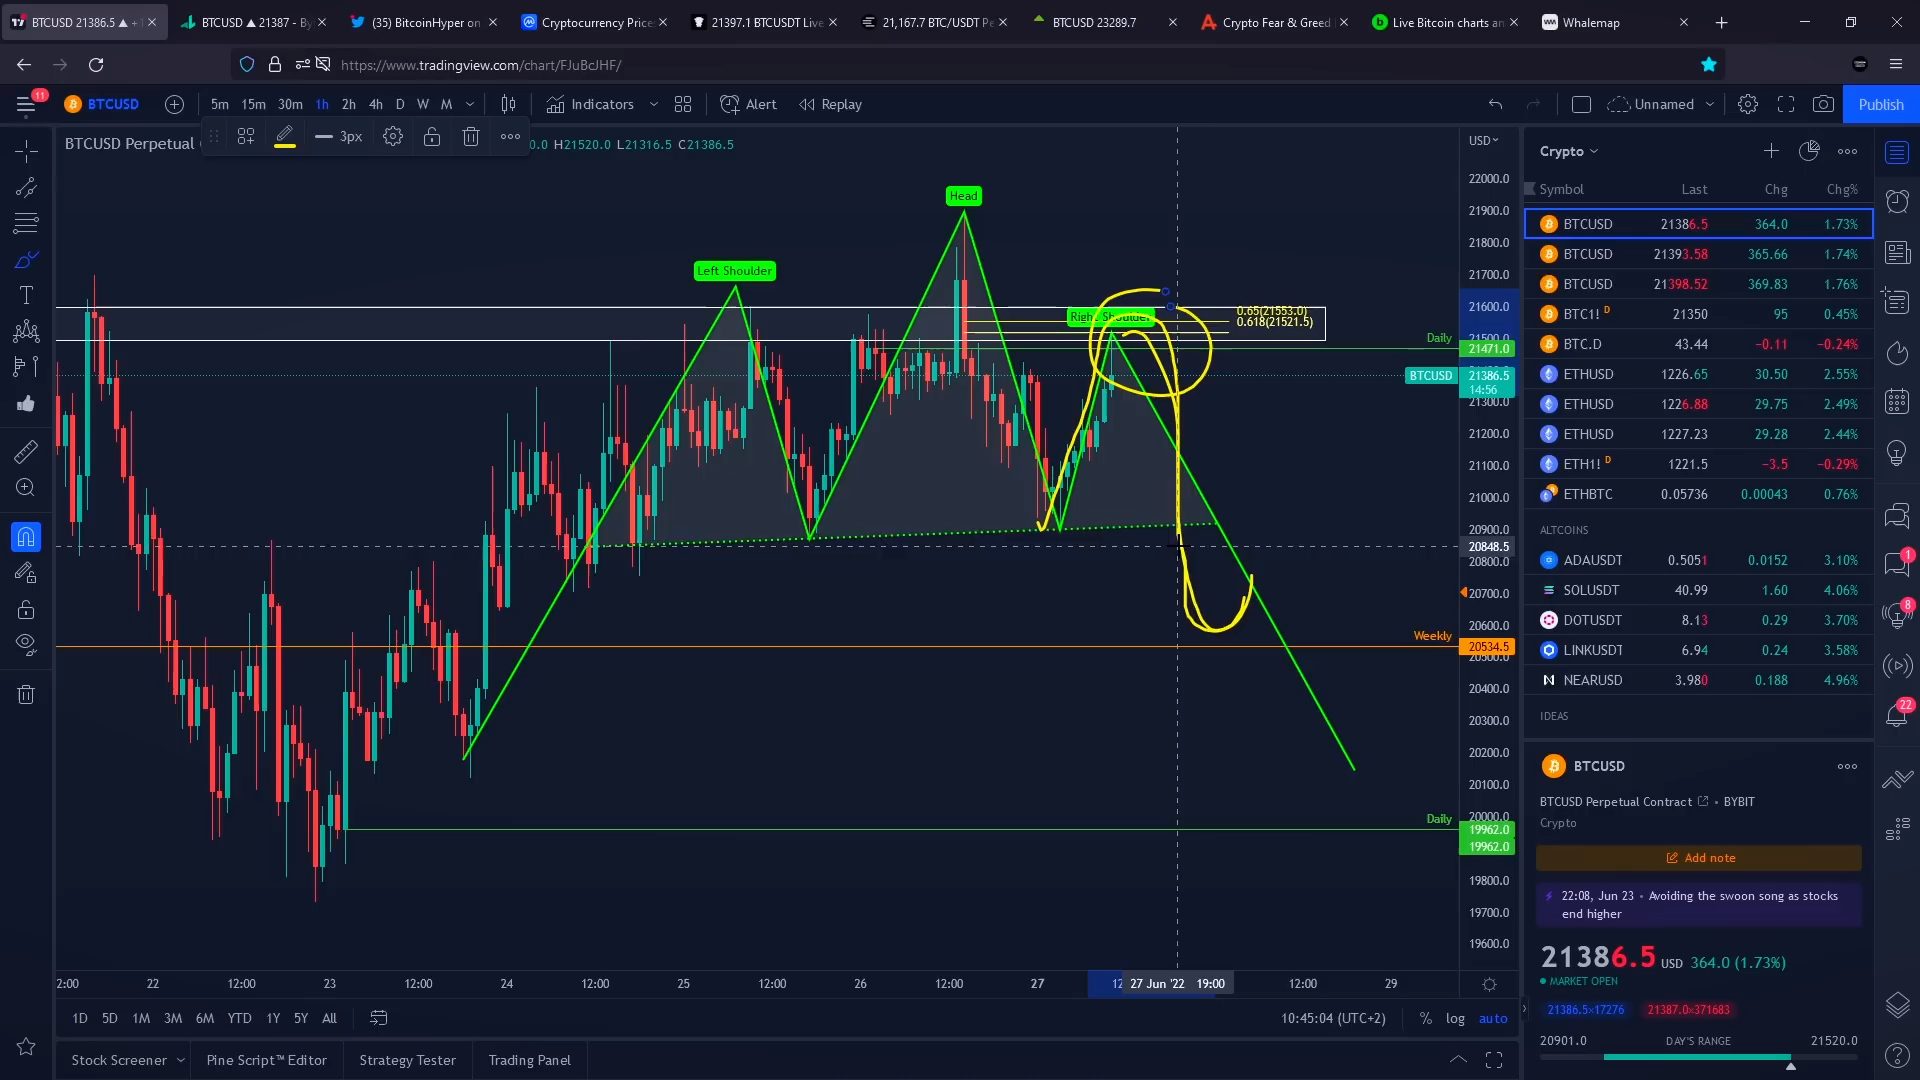 BTCUSD 21386.5 ▲ +1
BTCUSD ▲ 21387 - By
(35) BitcoinHyper on
Cryptocurrency Price
21397.1 BTCUSDT Live
21,167.7 BTC/USDT Pe
BTCUSD 23289.7
Crypto Fear & Greed
Live Bitcoin charts an
Whalemap
https://www.tradingview.com/chart/FJuBcJHF/
11
BTCUSD
5m 15m 30m 1h 2h 4h D W M
Indicators
Alert
Replay
Unnamed
Publish
3px
BTCUSD Perpetual
0.0 H21520.0 L21316.5 C21386.5
USD
22000.0
21900.0
21800.0
21700.0
21600.0
21471.0
BTCUSD 21386.5
14:56
21300.0
21200.0
21100.0
21000.0
20900.0
20848.5
20800.0
20700.0
20600.0
20534.5
20400.0
20300.0
20200.0
20100.0
20000.0
19962.0
19962.0
19800.0
19700.0
19600.0
Head
Left Shoulder
Right Shoulder
0.65(21553.0)
0.618(21521.5)
Daily
Weekly
Daily
2:00 22 12:00 23 12:00 24 12:00 25 12:00 26 12:00 27 27 Jun '22 19:00 12:00 29
1D 5D 1M 3M 6M YTD 1Y 5Y All
10:45:04 (UTC+2)
% log auto
Stock Screener
Pine Script™ Editor
Strategy Tester
Trading Panel
Crypto
Symbol Last Chg Chg%
BTCUSD 21386.5 364.0 1.73%
BTCUSD 21393.58 365.66 1.74%
BTCUSD 21398.52 369.83 1.76%
BTC1! D 21350 95 0.45%
BTC.D 43.44 −0.11 −0.24%
ETHUSD 1226.65 30.50 2.55%
ETHUSD 1226.88 29.75 2.49%
ETHUSD 1227.23 29.28 2.44%
ETH1! D 1221.5 −3.5 −0.29%
ETHBTC 0.05736 0.00043 0.76%
ALTCOINS
ADAUSDT 0.5051 0.0152 3.10%
SOLUSDT 40.99 1.60 4.06%
DOTUSDT 8.13 0.29 3.70%
LINKUSDT 6.94 0.24 3.58%
NEARUSD 3.980 0.188 4.96%
IDEAS
BTCUSD
BTCUSD Perpetual Contract • BYBIT
Crypto
Add note
22:08, Jun 23 • Avoiding the swoon song as stocks
end higher
21386.5 USD 364.0 (1.73%)
MARKET OPEN
21386.5×17276 21387.0×371683
20901.0 DAY'S RANGE 21520.0
1
8
22